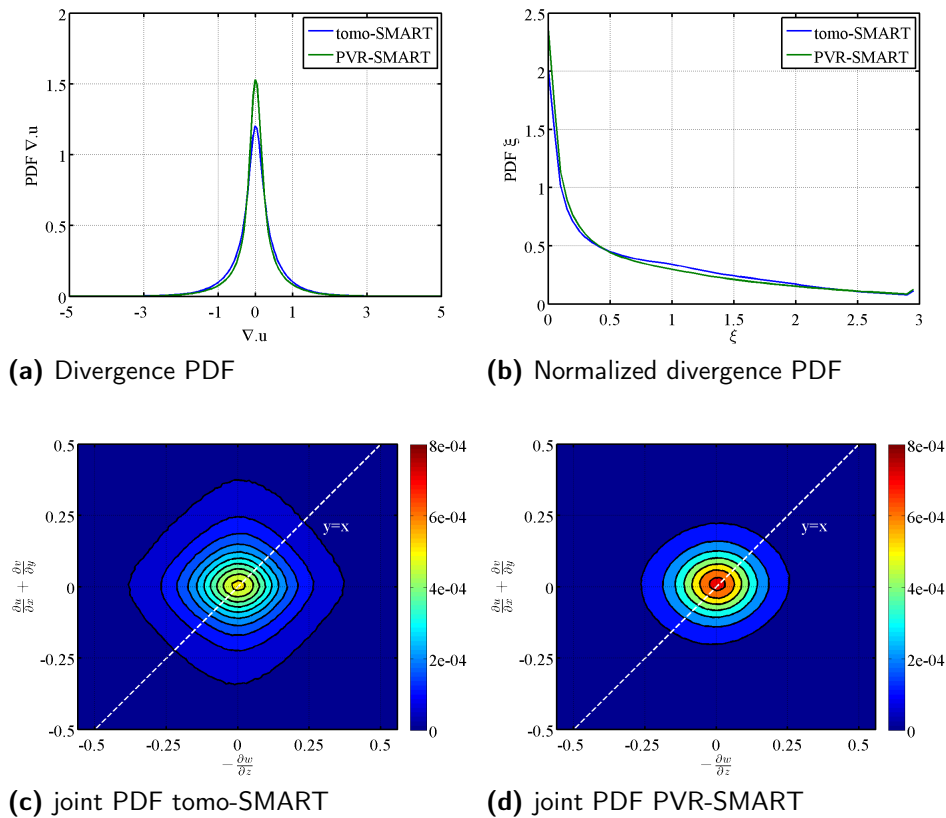 2
1.5
1
0.5
0
-5
-3
-1
0
1
3
5
PDF ∇.u
∇.u
tomo-SMART
PVR-SMART
(a) Divergence PDF
2.5
2
1.5
1
0.5
0
0
0.5
1
1.5
2
2.5
3
PDF ξ
ξ
tomo-SMART
PVR-SMART
(b) Normalized divergence PDF
0.5
0.25
0
-0.25
-0.5
-0.5
-0.25
0
0.25
0.5
∂u/∂x + ∂v/∂y
−∂w/∂z
y=x
8e-04
6e-04
4e-04
2e-04
0
(c) joint PDF tomo-SMART
0.5
0.25
0
-0.25
-0.5
-0.5
-0.25
0
0.25
0.5
∂u/∂x + ∂v/∂y
−∂w/∂z
y=x
8e-04
6e-04
4e-04
2e-04
0
(d) joint PDF PVR-SMART